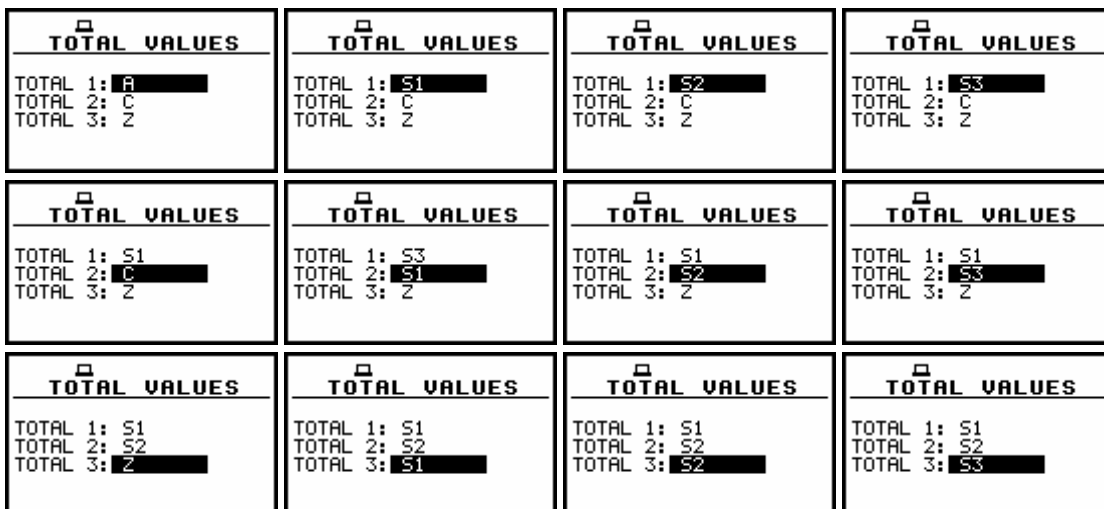 TOTAL VALUES
TOTAL 1: A
TOTAL 2: C
TOTAL 3: Z
TOTAL VALUES
TOTAL 1: S1
TOTAL 2: C
TOTAL 3: Z
TOTAL VALUES
TOTAL 1: S2
TOTAL 2: C
TOTAL 3: Z
TOTAL VALUES
TOTAL 1: S3
TOTAL 2: C
TOTAL 3: Z
TOTAL VALUES
TOTAL 1: S1
TOTAL 2: C
TOTAL 3: Z
TOTAL VALUES
TOTAL 1: S3
TOTAL 2: S1
TOTAL 3: Z
TOTAL VALUES
TOTAL 1: S1
TOTAL 2: S2
TOTAL 3: Z
TOTAL VALUES
TOTAL 1: S1
TOTAL 2: S3
TOTAL 3: Z
TOTAL VALUES
TOTAL 1: S1
TOTAL 2: S2
TOTAL 3: Z
TOTAL VALUES
TOTAL 1: S1
TOTAL 2: S2
TOTAL 3: S1
TOTAL VALUES
TOTAL 1: S1
TOTAL 2: S2
TOTAL 3: S2
TOTAL VALUES
TOTAL 1: S1
TOTAL 2: S2
TOTAL 3: S3